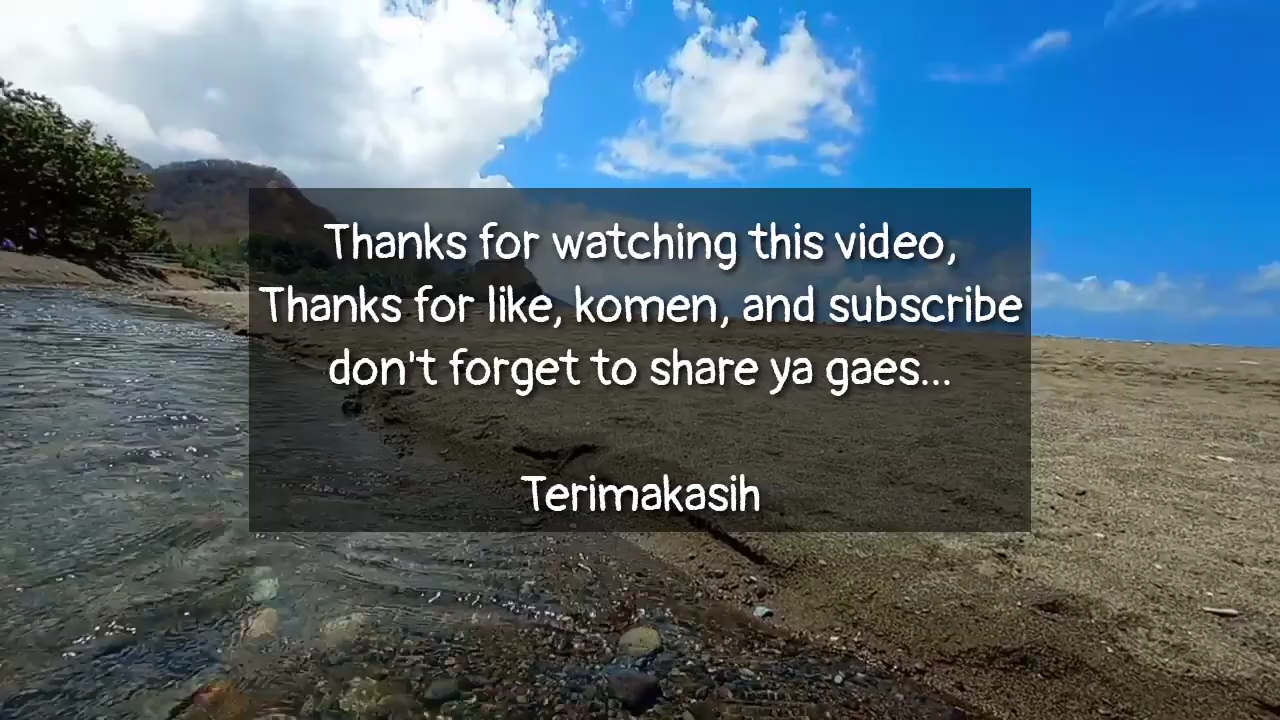 Thanks for watching this video,
Thanks for like, komen, and subscribe
don't forget to share ya gaes...
Terimakasih